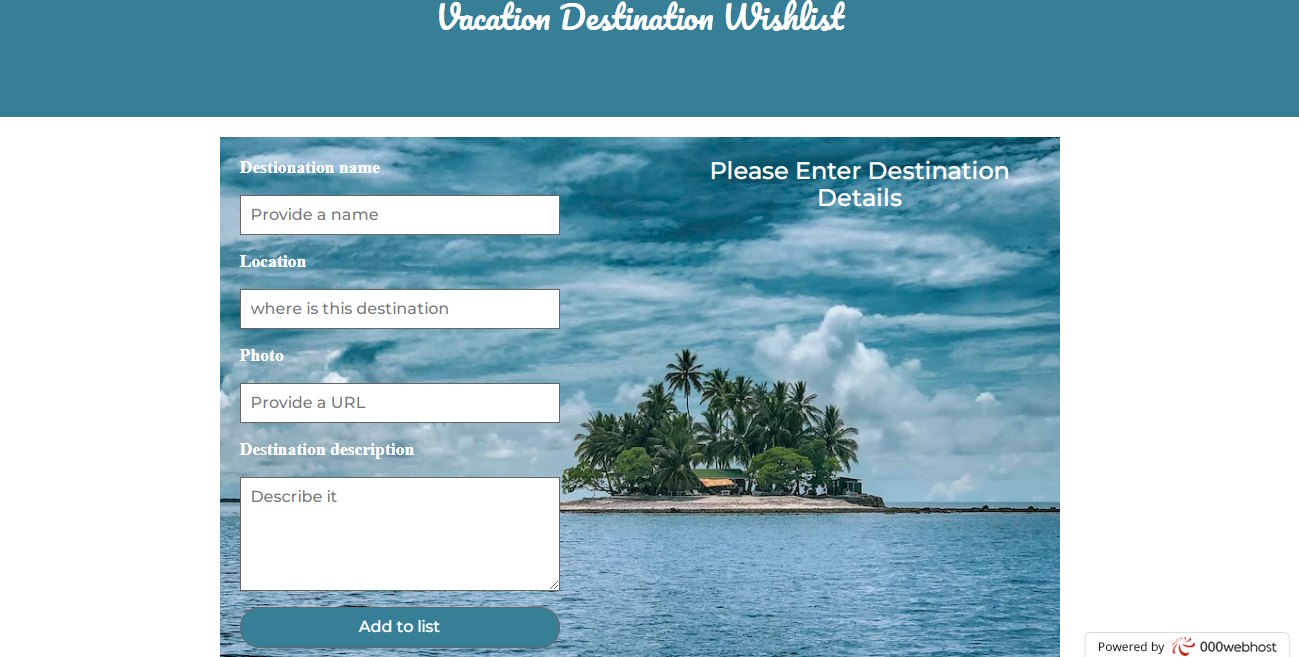 Vacation Destination Wishlist
Destionation name
Provide a name
Location
where is this destination
Photo
Provide a URL
Destination description
Describe it
Add to list
Please Enter Destination
Details
Powered by 000webhost